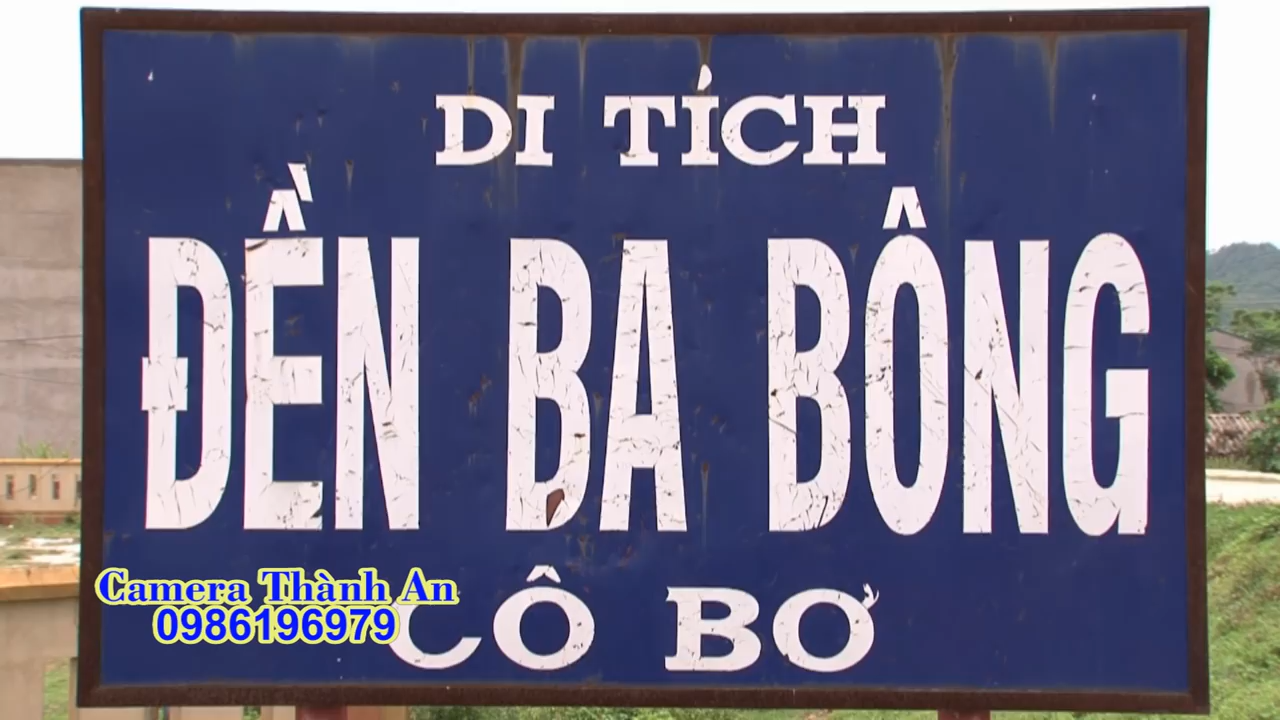 DI TÍCH
ĐỀN BA BÔNG
CÔ BƠ
Camera Thành An
0986196979